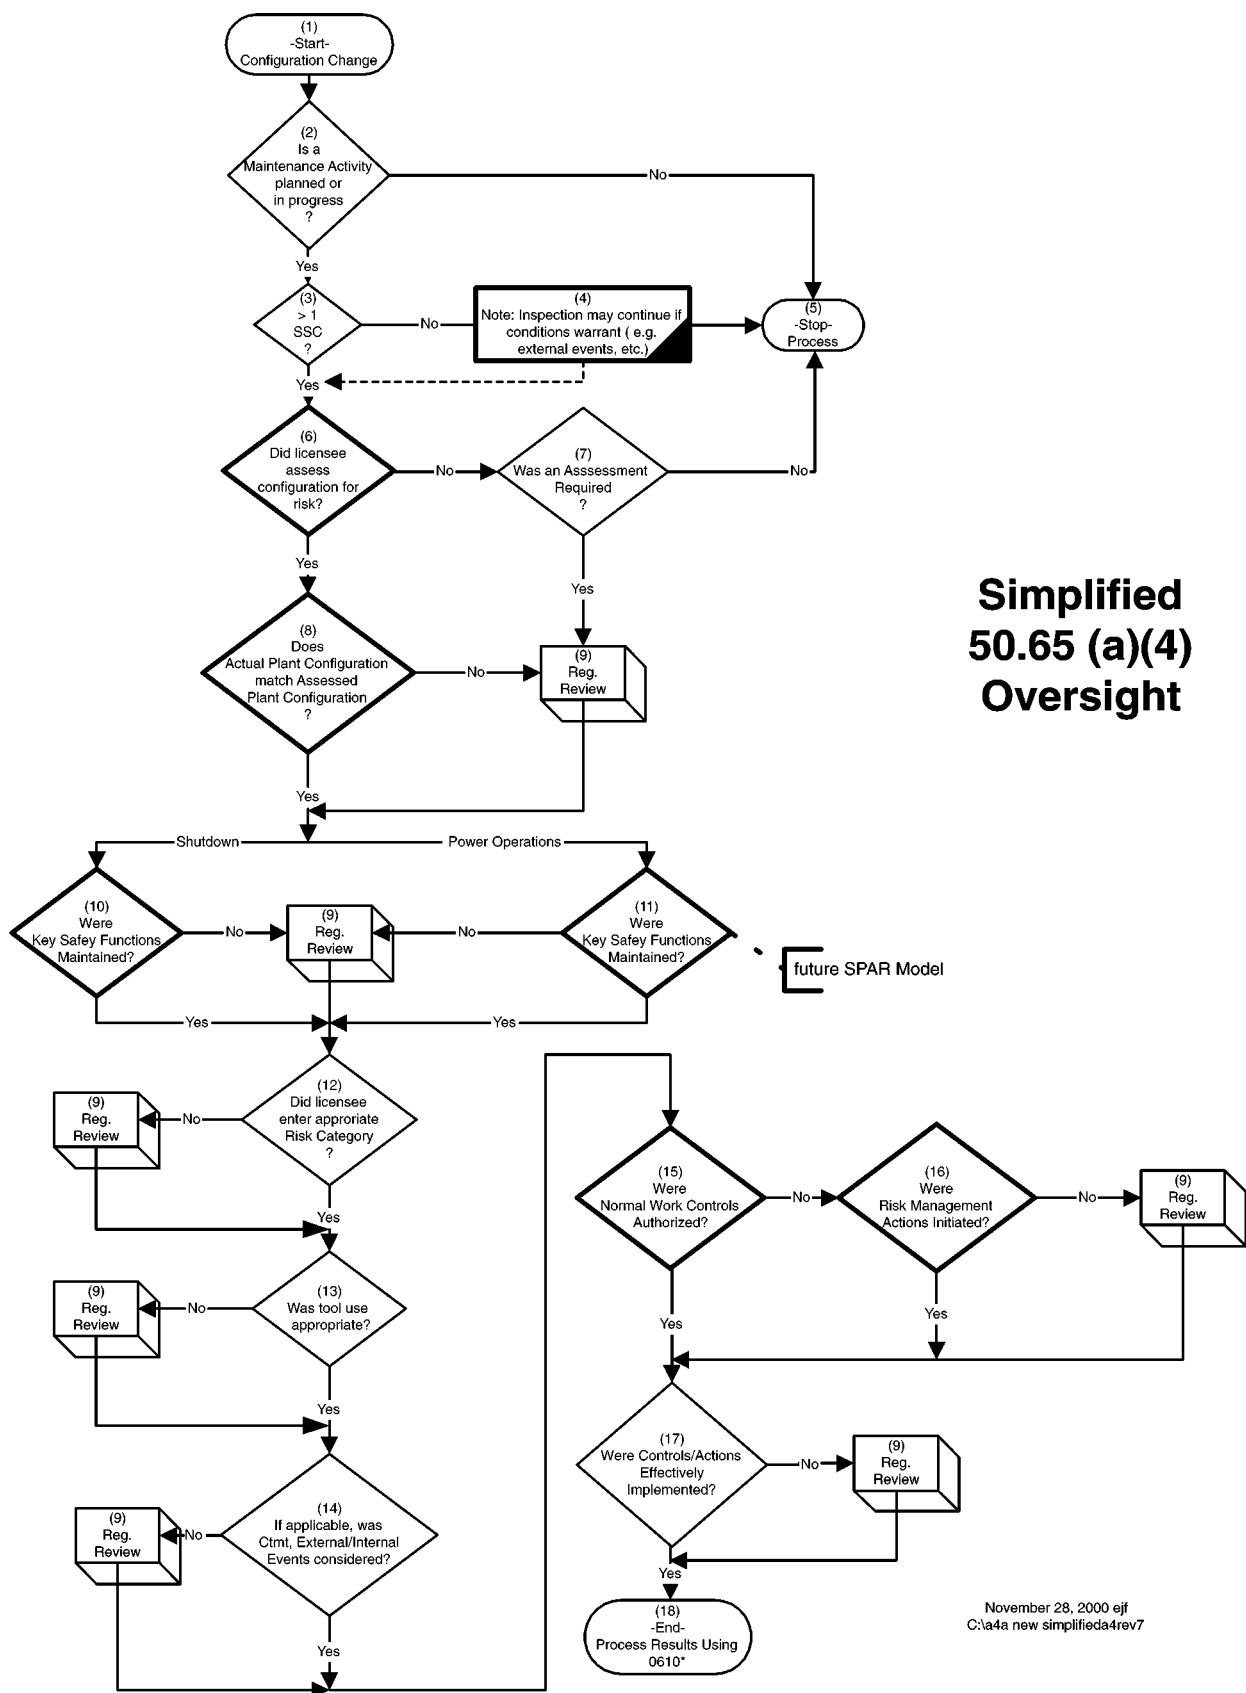 (1)
-Start-
Configuration Change
(2)
Is a
Maintenance Activity
planned or
in progress
?
No
Yes
(3)
> 1
SSC
?
No
(4)
Note: Inspection may continue if
conditions warrant ( e.g.
external events, etc.)
(5)
-Stop-
Process
Yes
(6)
Did licensee
assess
configuration for
risk?
No
(7)
Was an Asssessment
Required
?
No
Yes
Yes
Simplified
50.65 (a)(4)
Oversight
(8)
Does
Actual Plant Configuration
match Assessed
Plant Configuration
?
No
(9)
Reg.
Review
Yes
Shutdown
Power Operations
(10)
Were
Key Safey Functions
Maintained?
No
(9)
Reg.
Review
No
(11)
Were
Key Safey Functions
Maintained?
future SPAR Model
Yes
Yes
(12)
Did licensee
enter approriate
Risk Category
?
No
(9)
Reg.
Review
Yes
(13)
Was tool use
appropriate?
No
(9)
Reg.
Review
Yes
(14)
If applicable, was
Ctmt, External/Internal
Events considered?
No
(9)
Reg.
Review
Yes
(15)
Were
Normal Work Controls
Authorized?
No
(16)
Were
Risk Management
Actions Initiated?
No
(9)
Reg.
Review
Yes
Yes
(17)
Were Controls/Actions
Effectively
Implemented?
No
(9)
Reg.
Review
Yes
(18)
-End-
Process Results Using
0610*
November 28, 2000 ejf
C:\a4a new simplifieda4rev7